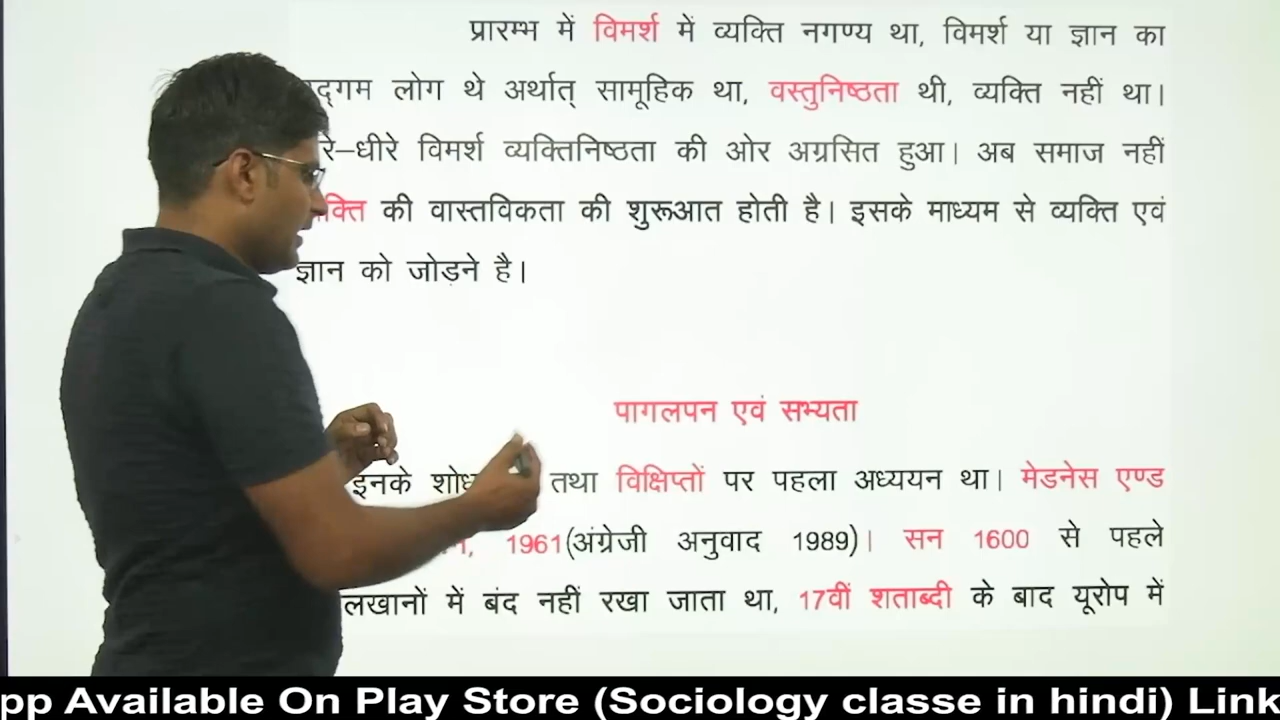 प्रारम्भ में विमर्श में व्यक्ति नगण्य था, विमर्श या ज्ञान का
लोग थे अर्थात् सामूहिक था, वस्तुनिष्ठता थी, व्यक्ति नहीं था।
रे–धीरे विमर्श व्यक्तिनिष्ठता की ओर अग्रसित हुआ। अब समाज नहीं
की वास्तविकता की शुरूआत होती है। इसके माध्यम से व्यक्ति एवं
ज्ञान को जोड़ने है।
पागलपन एवं सभ्यता
इनके तथा विक्षिप्तों पर पहला अध्ययन था। मेडनेस एण्ड
1961(अंग्रेजी अनुवाद 1989)। सन 1600 से पहले
लखानों में बंद नहीं रखा जाता था, 17वीं शताब्दी के बाद यूरोप में
pp Available On Play Store (Sociology classe in hindi) Link